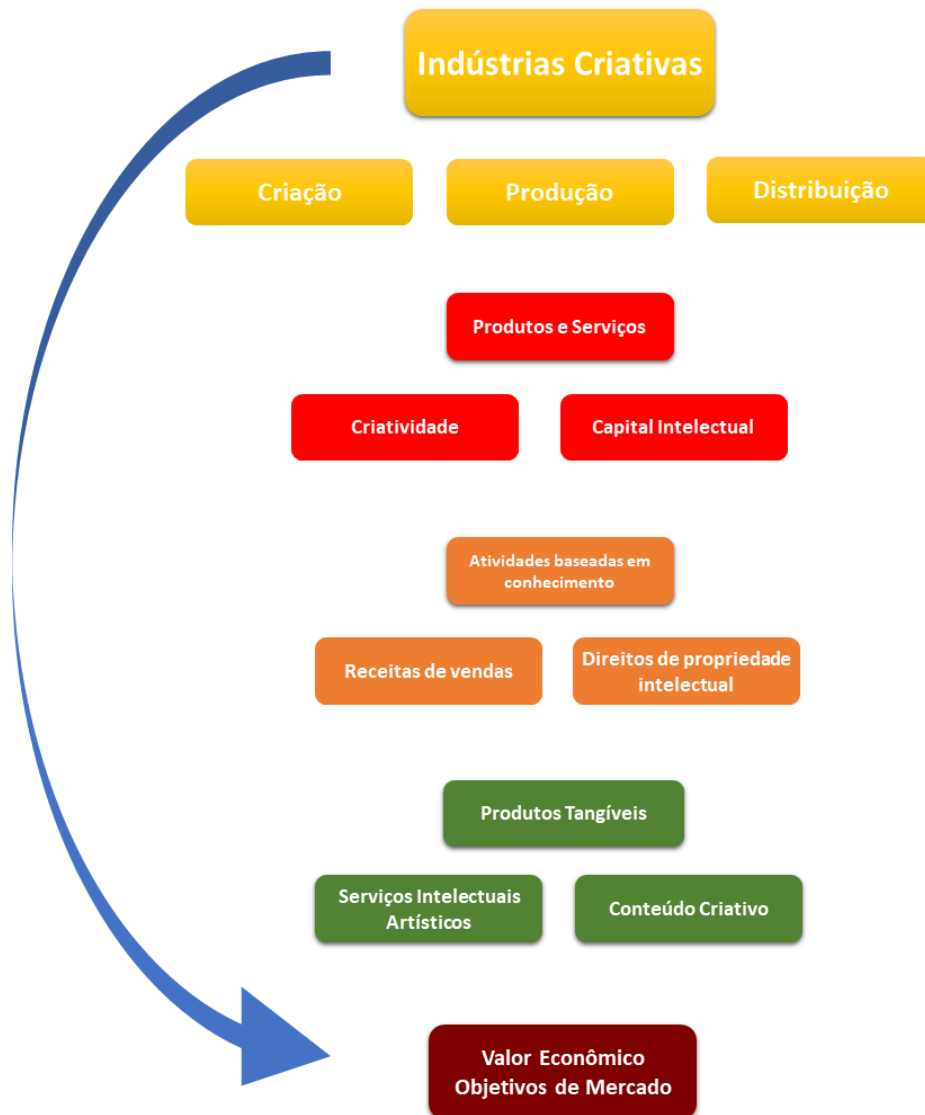 Indústrias Criativas
Criação
Produção
Distribuição
Produtos e Serviços
Criatividade
Capital Intelectual
Atividades baseadas em
conhecimento
Receitas de vendas
Direitos de propriedade
intelectual
Produtos Tangíveis
Serviços Intelectuais
Artísticos
Conteúdo Criativo
Valor Econômico
Objetivos de Mercado